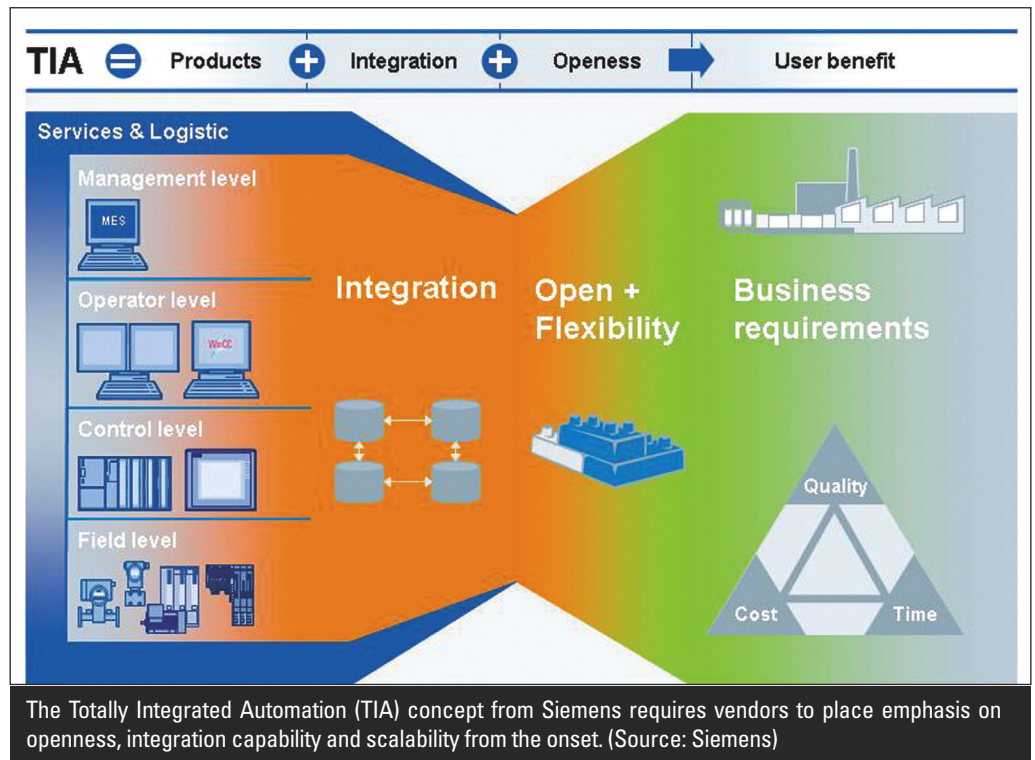 TIA = Products + Integration + Openess User benefit
Services & Logistic
Management level
MES
Operator level
WinCC
Control level
Field level
Integration
Open +
Flexibility
Business
requirements
Quality
Cost
Time
The Totally Integrated Automation (TIA) concept from Siemens requires vendors to place emphasis on
openness, integration capability and scalability from the onset. (Source: Siemens)